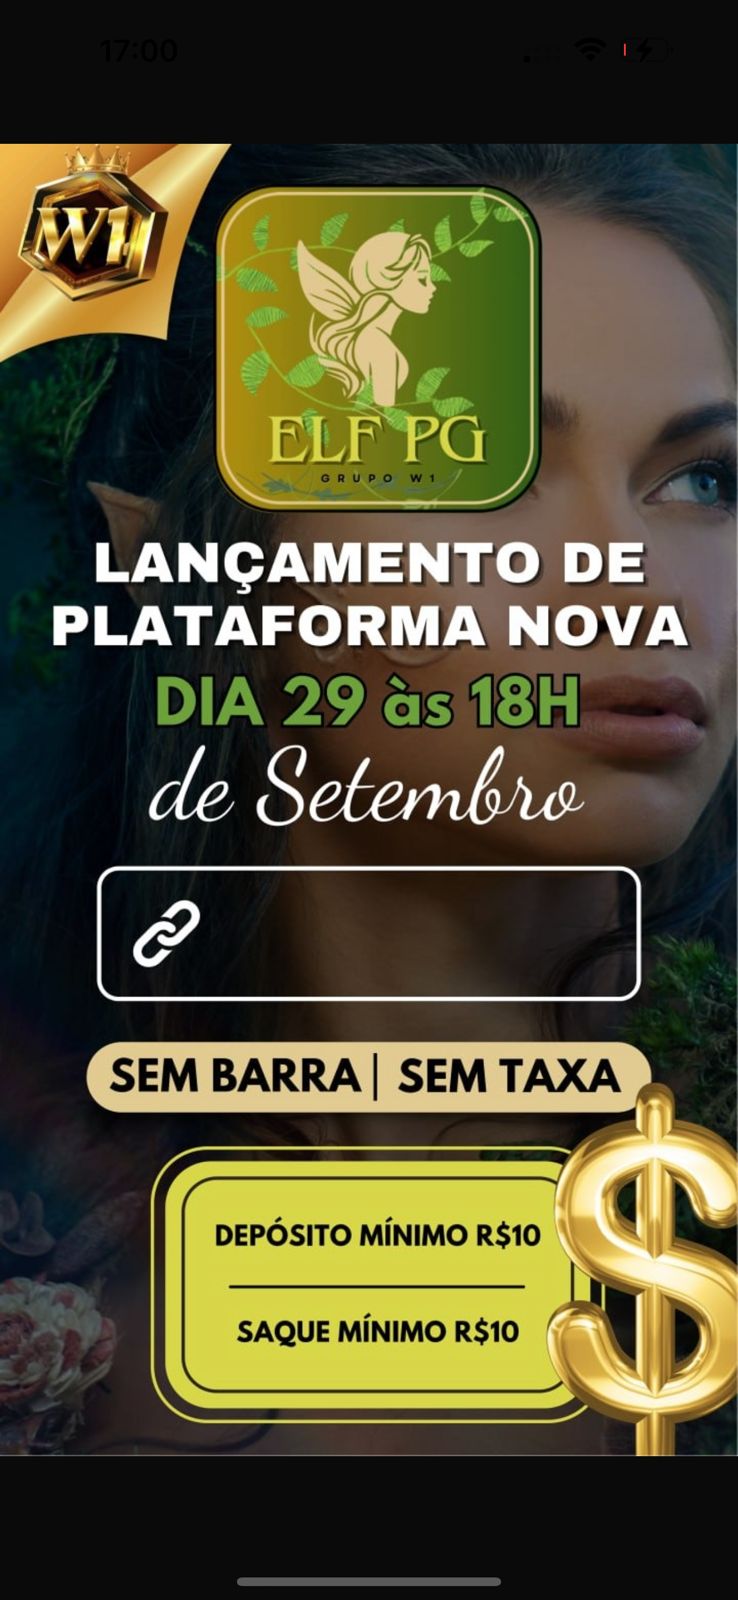 17:00
W1
ELF PG
GRUPO W1
LANÇAMENTO DE
PLATAFORMA NOVA
DIA 29 às 18H
de Setembro
SEM BARRA | SEM TAXA
DEPÓSITO MÍNIMO R$10
SAQUE MÍNIMO R$10
$